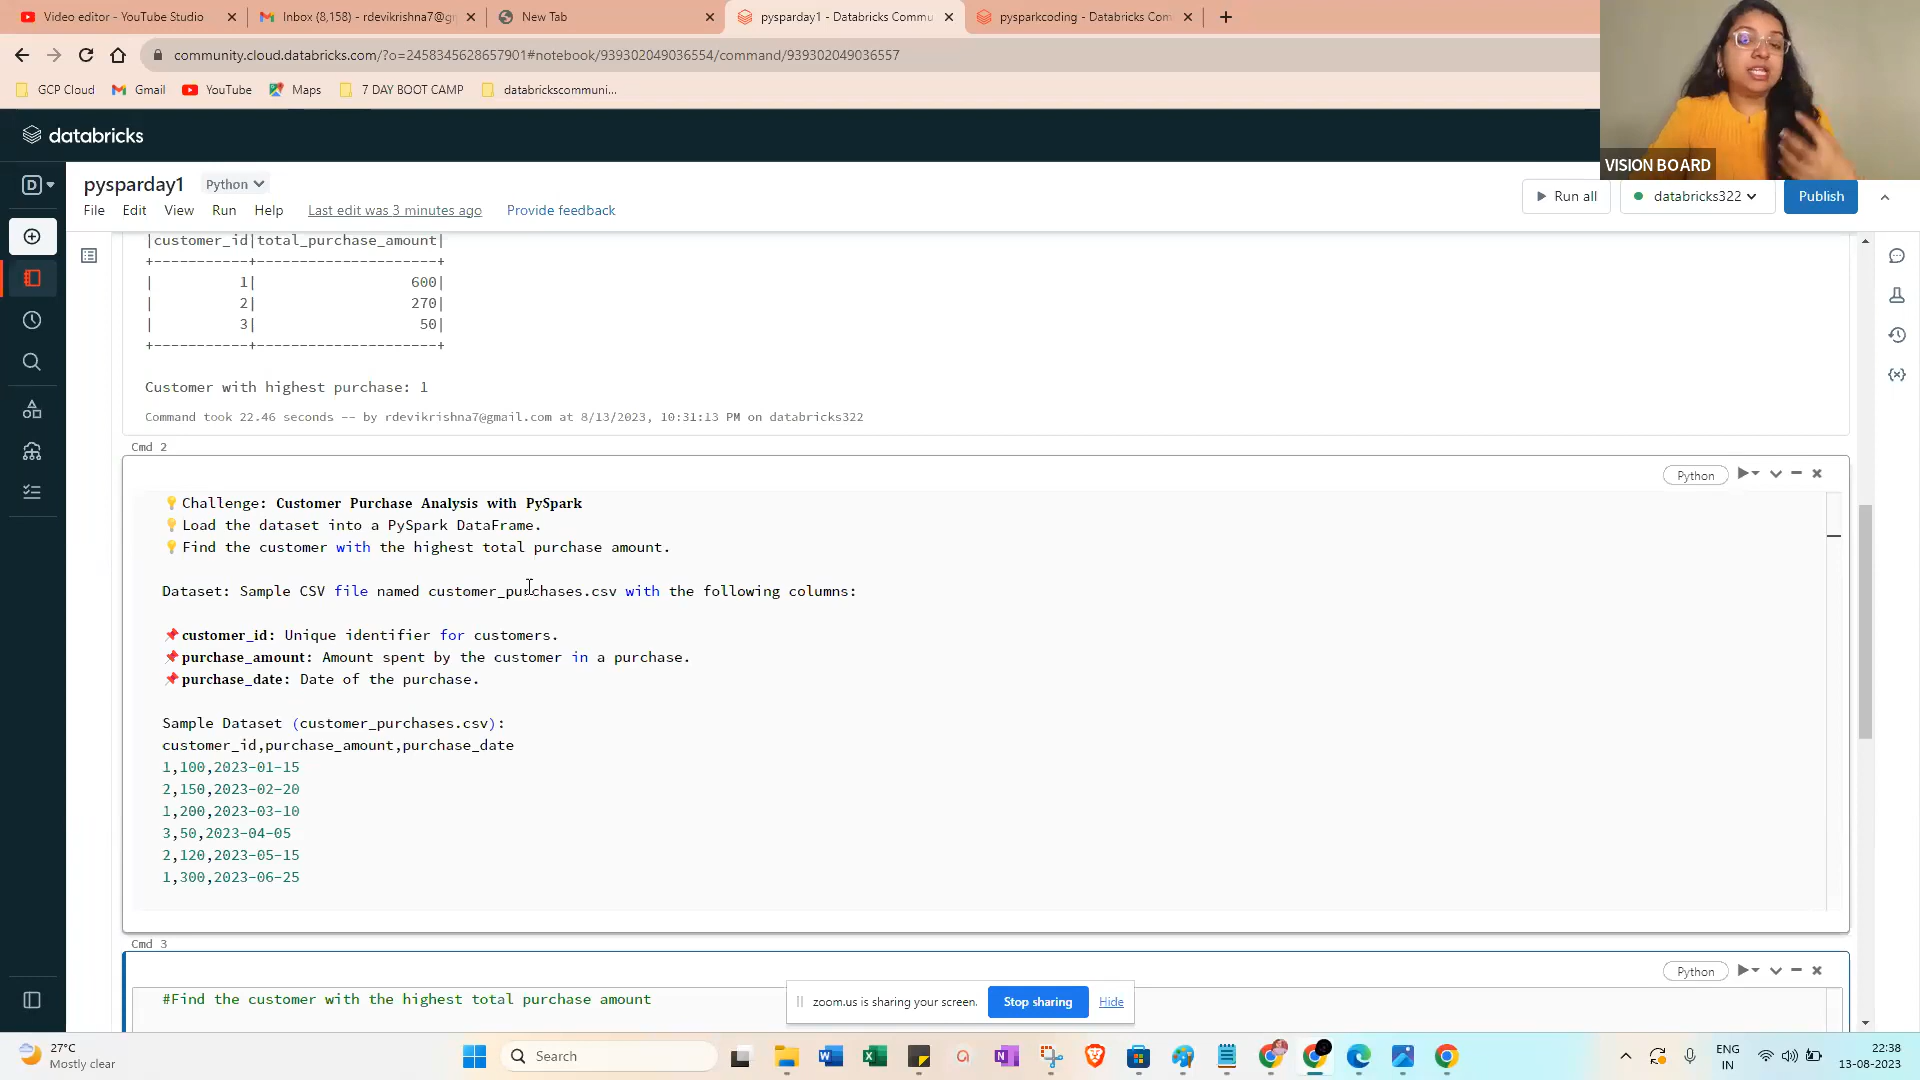 Video editor - YouTube Studio
Inbox (8,158) - rdevikrishna7@g
New Tab
pysparday1 - Databricks Commu
pysparkcoding - Databricks Com
community.cloud.databricks.com/?o=2458345628657901#notebook/939302049036554/command/939302049036557
GCP Cloud
Gmail
YouTube
Maps
7 DAY BOOT CAMP
databrickscommuni...
databricks
VISION BOARD
D
pysparday1
Python
Run all
databricks322
Publish
File Edit View Run Help
Last edit was 3 minutes ago
Provide feedback
|customer_id|total_purchase_amount|
+-----------+---------------------+
| 1| 600|
| 2| 270|
| 3| 50|
+-----------+---------------------+
Customer with highest purchase: 1
Command took 22.46 seconds -- by rdevikrishna7@gmail.com at 8/13/2023, 10:31:13 PM on databricks322
Cmd 2
Python
💡Challenge: Customer Purchase Analysis with PySpark
💡Load the dataset into a PySpark DataFrame.
💡Find the customer with the highest total purchase amount.
Dataset: Sample CSV file named customer_purchases.csv with the following columns:
📌customer_id: Unique identifier for customers.
📌purchase_amount: Amount spent by the customer in a purchase.
📌purchase_date: Date of the purchase.
Sample Dataset (customer_purchases.csv):
customer_id,purchase_amount,purchase_date
1,100,2023-01-15
2,150,2023-02-20
1,200,2023-03-10
3,50,2023-04-05
2,120,2023-05-15
1,300,2023-06-25
Cmd 3
Python
#Find the customer with the highest total purchase amount
zoom.us is sharing your screen.
Stop sharing
Hide
27°C
Mostly clear
Search
ENG
IN
22:38
13-08-2023